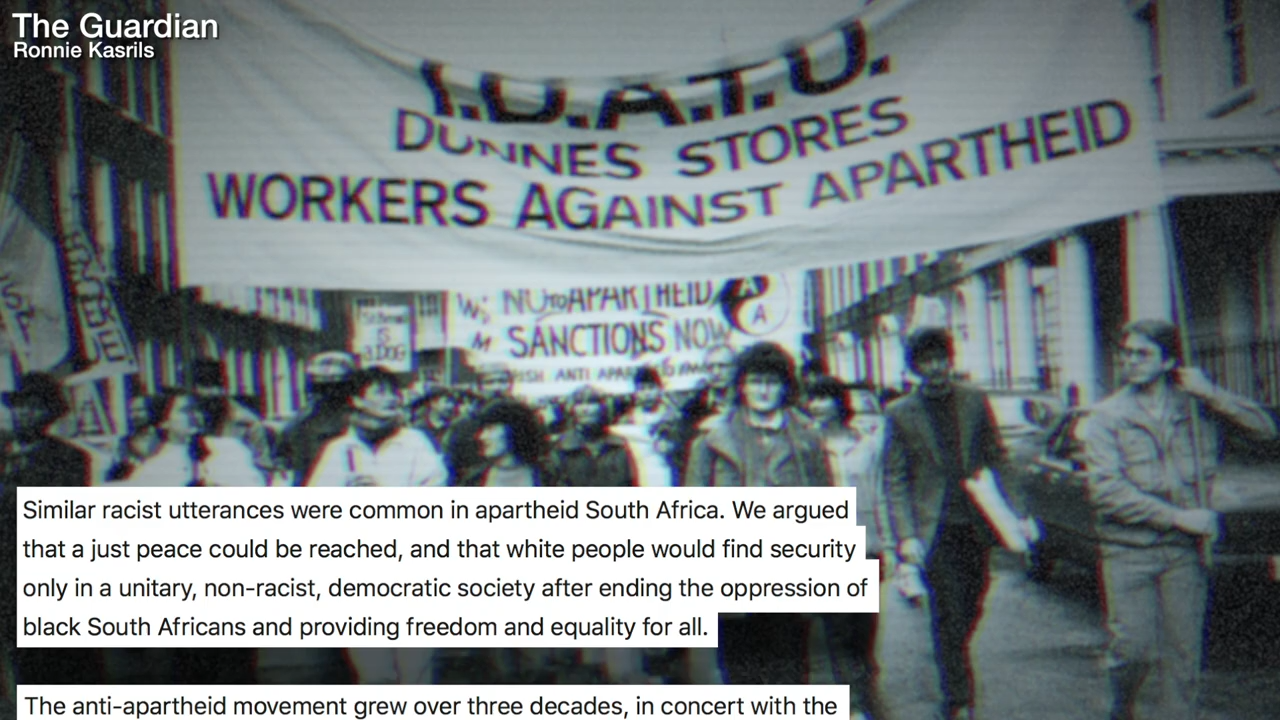 The Guardian
Ronnie Kasrils
I.D.A.T.U.
DUNNES STORES
WORKERS AGAINST APARTHEID
NO to APARTHEID
SANCTIONS NOW
ANTI
Similar racist utterances were common in apartheid South Africa. We argued
that a just peace could be reached, and that white people would find security
only in a unitary, non-racist, democratic society after ending the oppression of
black South Africans and providing freedom and equality for all.
The anti-apartheid movement grew over three decades, in concert with the